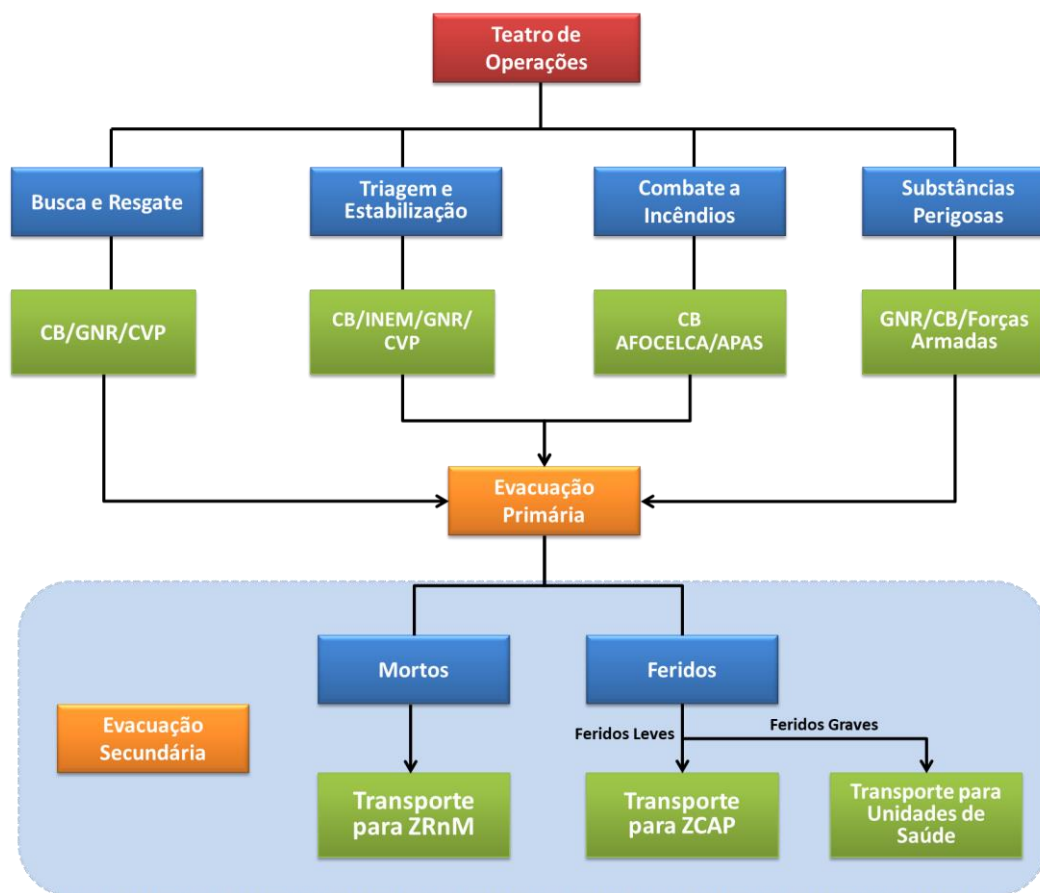 Teatro de
Operações
Busca e Resgate
Triagem e
Estabilização
Combate a
Incêndios
Substâncias
Perigosas
CB/GNR/CVP
CB/INEM/GNR/
CVP
CB
AFOCELCA/APAS
GNR/CB/Forças
Armadas
Evacuação
Primária
Mortos
Feridos
Evacuação
Secundária
Feridos Leves
Feridos Graves
Transporte
para ZRnM
Transporte
para ZCAP
Transporte para
Unidades de
Saúde